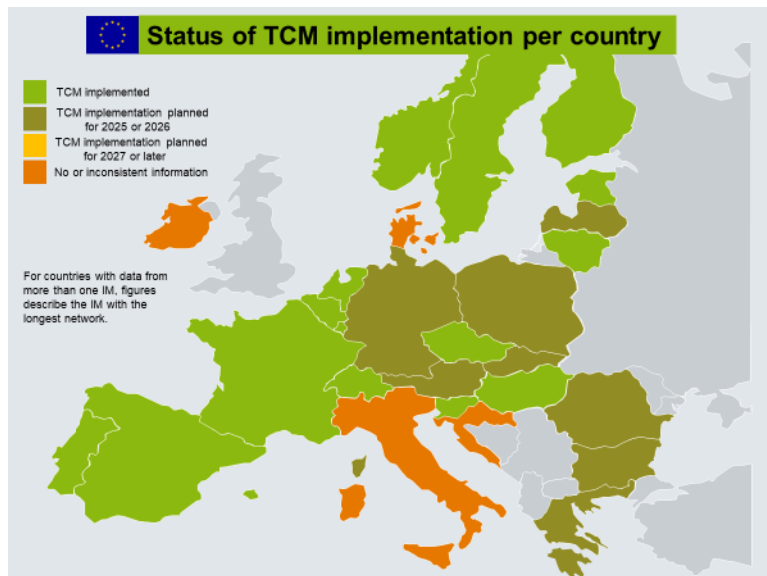 Status of TCM implementation per country
TCM implemented
TCM implementation planned
for 2025 or 2026
TCM implementation planned
for 2027 or later
No or inconsistent information
For countries with data from
more than one IM, figures
describe the IM with the
longest network.